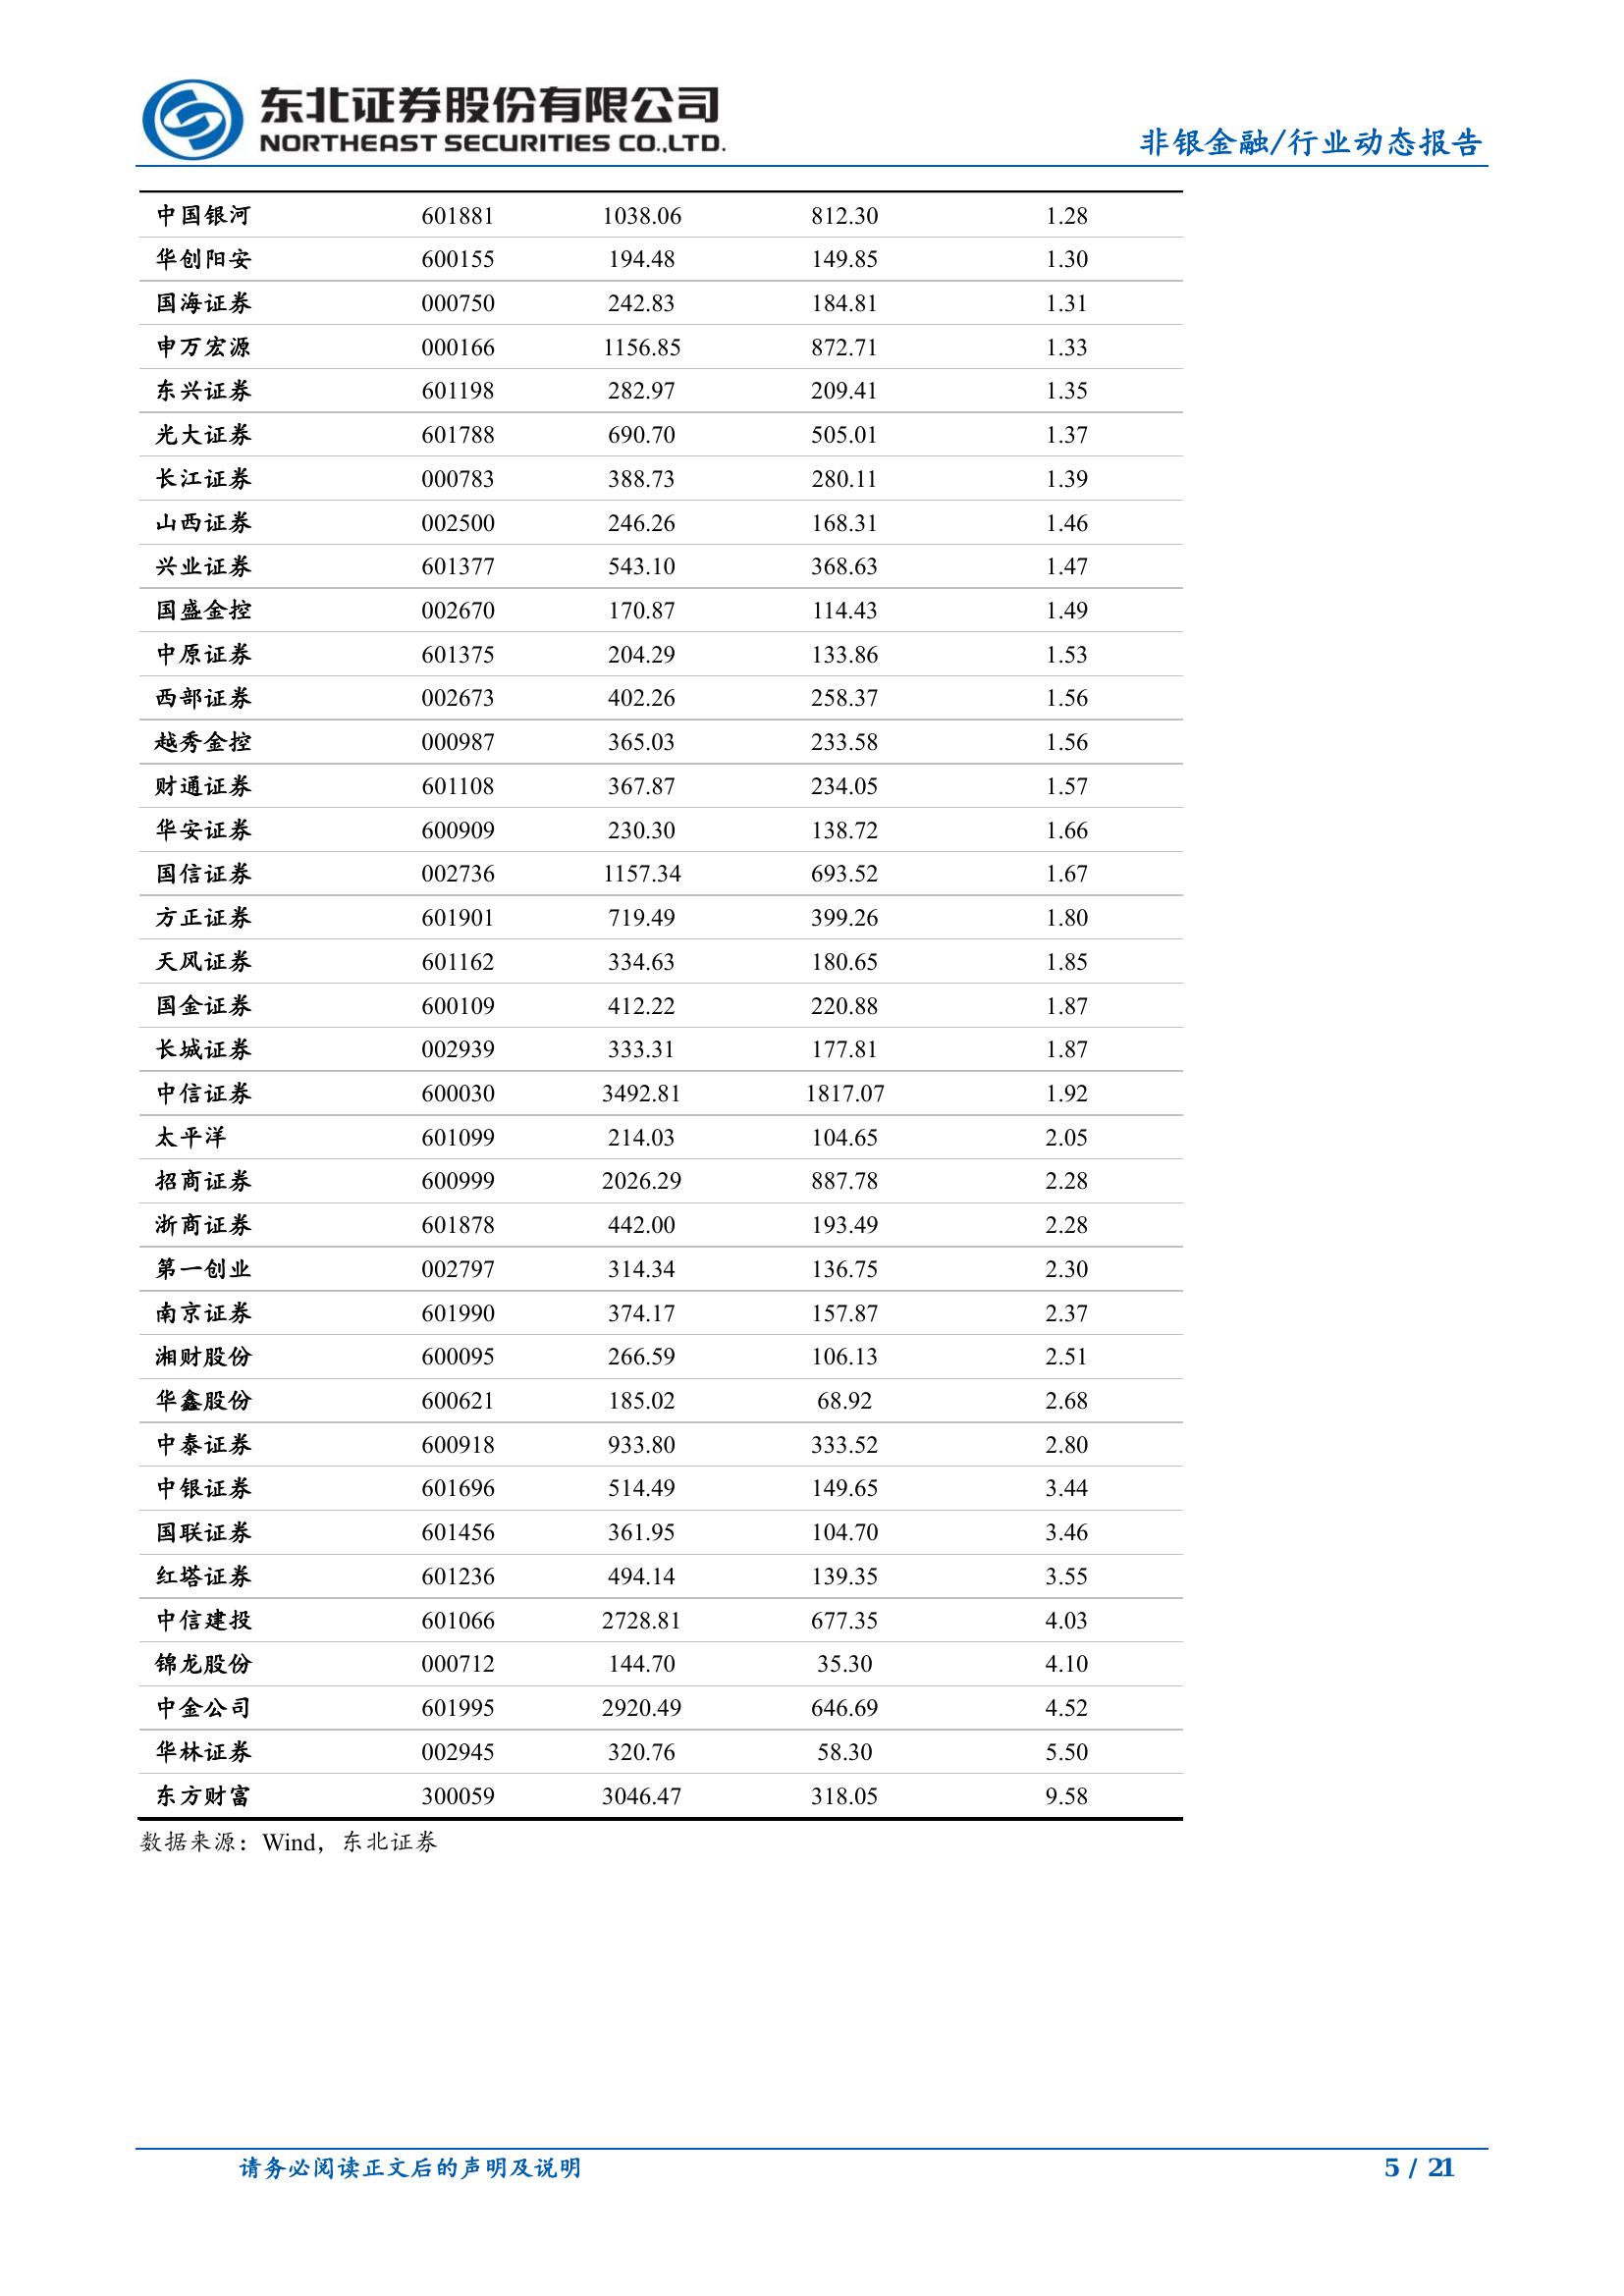 东北证券股份有限公司
NORTHEAST SECURITIES CO.,LTD.
非银金融/行业动态报告
中国银河 601881 1038.06 812.30 1.28
华创阳安 600155 194.48 149.85 1.30
国海证券 000750 242.83 184.81 1.31
申万宏源 000166 1156.85 872.71 1.33
东兴证券 601198 282.97 209.41 1.35
光大证券 601788 690.70 505.01 1.37
长江证券 000783 388.73 280.11 1.39
山西证券 002500 246.26 168.31 1.46
兴业证券 601377 543.10 368.63 1.47
国盛金控 002670 170.87 114.43 1.49
中原证券 601375 204.29 133.86 1.53
西部证券 002673 402.26 258.37 1.56
越秀金控 000987 365.03 233.58 1.56
财通证券 601108 367.87 234.05 1.57
华安证券 600909 230.30 138.72 1.66
国信证券 002736 1157.34 693.52 1.67
方正证券 601901 719.49 399.26 1.80
天风证券 601162 334.63 180.65 1.85
国金证券 600109 412.22 220.88 1.87
长城证券 002939 333.31 177.81 1.87
中信证券 600030 3492.81 1817.07 1.92
太平洋 601099 214.03 104.65 2.05
招商证券 600999 2026.29 887.78 2.28
浙商证券 601878 442.00 193.49 2.28
第一创业 002797 314.34 136.75 2.30
南京证券 601990 374.17 157.87 2.37
湘财股份 600095 266.59 106.13 2.51
华鑫股份 600621 185.02 68.92 2.68
中泰证券 600918 933.80 333.52 2.80
中银证券 601696 514.49 149.65 3.44
国联证券 601456 361.95 104.70 3.46
红塔证券 601236 494.14 139.35 3.55
中信建投 601066 2728.81 677.35 4.03
锦龙股份 000712 144.70 35.30 4.10
中金公司 601995 2920.49 646.69 4.52
华林证券 002945 320.76 58.30 5.50
东方财富 300059 3046.47 318.05 9.58
数据来源：Wind，东北证券
请务必阅读正文后的声明及说明 5 / 21